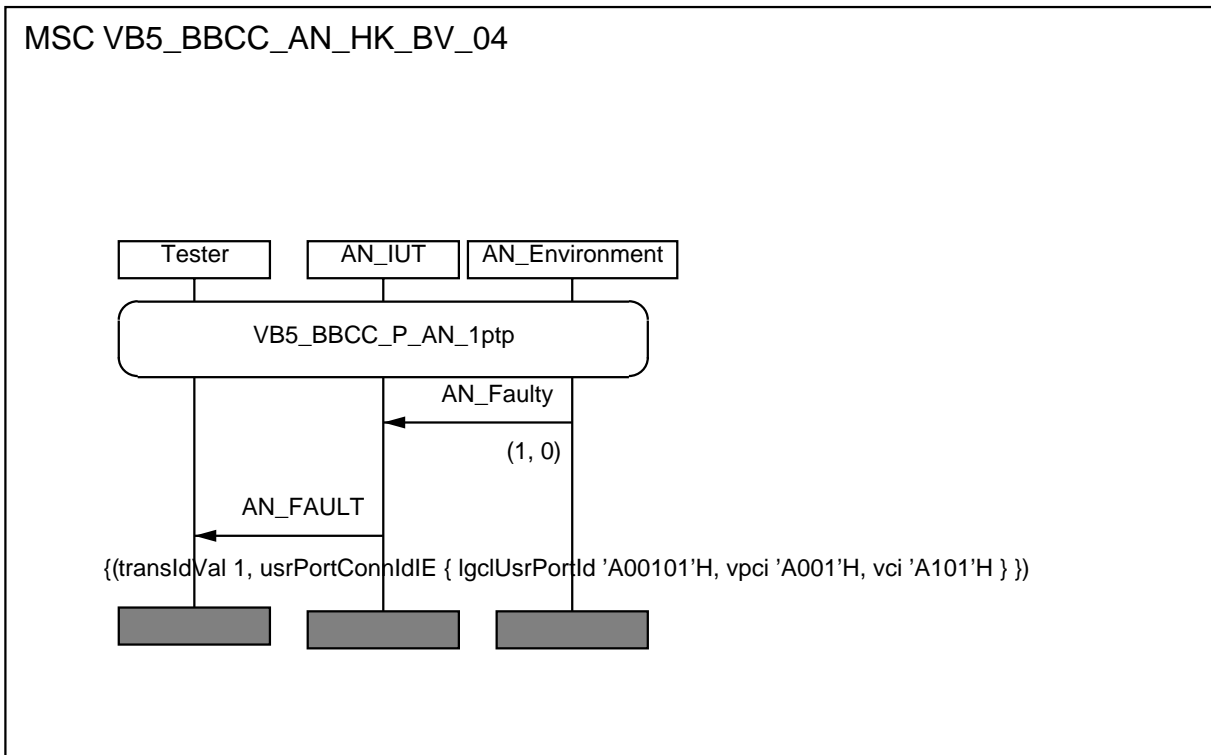 MSC VB5_BBCC_AN_HK_BV_04
Tester AN_IUT AN_Environment
VB5_BBCC_P_AN_1ptp
AN_Faulty
(1, 0)
AN_FAULT
{(transIdVal 1, usrPortConnIdIE { lgclUsrPortId 'A00101'H, vpci 'A001'H, vci 'A101'H } })